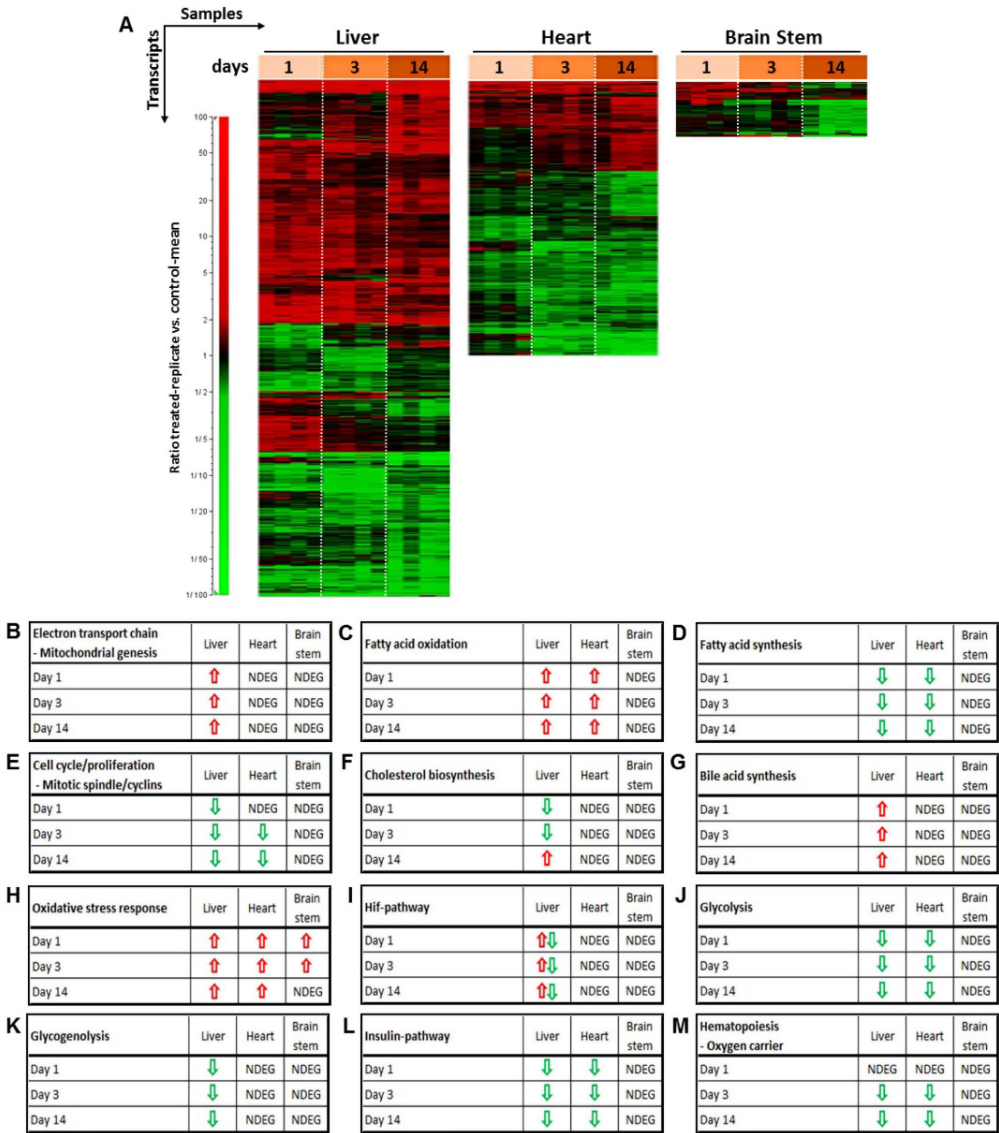 A
Samples
Transcripts
Liver
Heart
Brain Stem
days
1
3
14
1
3
14
1
3
14
Ratio treated-replicate vs. control-mean
100
50
20
10
5
2
1
1/2
1/5
1/10
1/20
1/50
1/100
B
Electron transport chain
- Mitochondrial genesis
Liver
Heart
Brain
stem
Day 1 NDEG NDEG
Day 3 NDEG NDEG
Day 14 NDEG NDEG
C
Fatty acid oxidation
Liver
Heart
Brain
stem
Day 1 NDEG
Day 3 NDEG
Day 14 NDEG
D
Fatty acid synthesis
Liver
Heart
Brain
stem
Day 1 NDEG
Day 3 NDEG
Day 14 NDEG
E
Cell cycle/proliferation
- Mitotic spindle/cyclins
Liver
Heart
Brain
stem
Day 1 NDEG NDEG
Day 3 NDEG
Day 14 NDEG
F
Cholesterol biosynthesis
Liver
Heart
Brain
stem
Day 1 NDEG NDEG
Day 3 NDEG NDEG
Day 14 NDEG NDEG
G
Bile acid synthesis
Liver
Heart
Brain
stem
Day 1 NDEG NDEG
Day 3 NDEG NDEG
Day 14 NDEG NDEG
H
Oxidative stress response
Liver
Heart
Brain
stem
Day 1
Day 3
Day 14 NDEG
I
Hif-pathway
Liver
Heart
Brain
stem
Day 1 NDEG NDEG
Day 3 NDEG NDEG
Day 14 NDEG NDEG
J
Glycolysis
Liver
Heart
Brain
stem
Day 1 NDEG
Day 3 NDEG
Day 14 NDEG
K
Glycogenolysis
Liver
Heart
Brain
stem
Day 1 NDEG NDEG
Day 3 NDEG NDEG
Day 14 NDEG NDEG
L
Insulin-pathway
Liver
Heart
Brain
stem
Day 1 NDEG
Day 3 NDEG
Day 14 NDEG
M
Hematopoiesis
- Oxygen carrier
Liver
Heart
Brain
stem
Day 1 NDEG NDEG NDEG
Day 3 NDEG
Day 14 NDEG